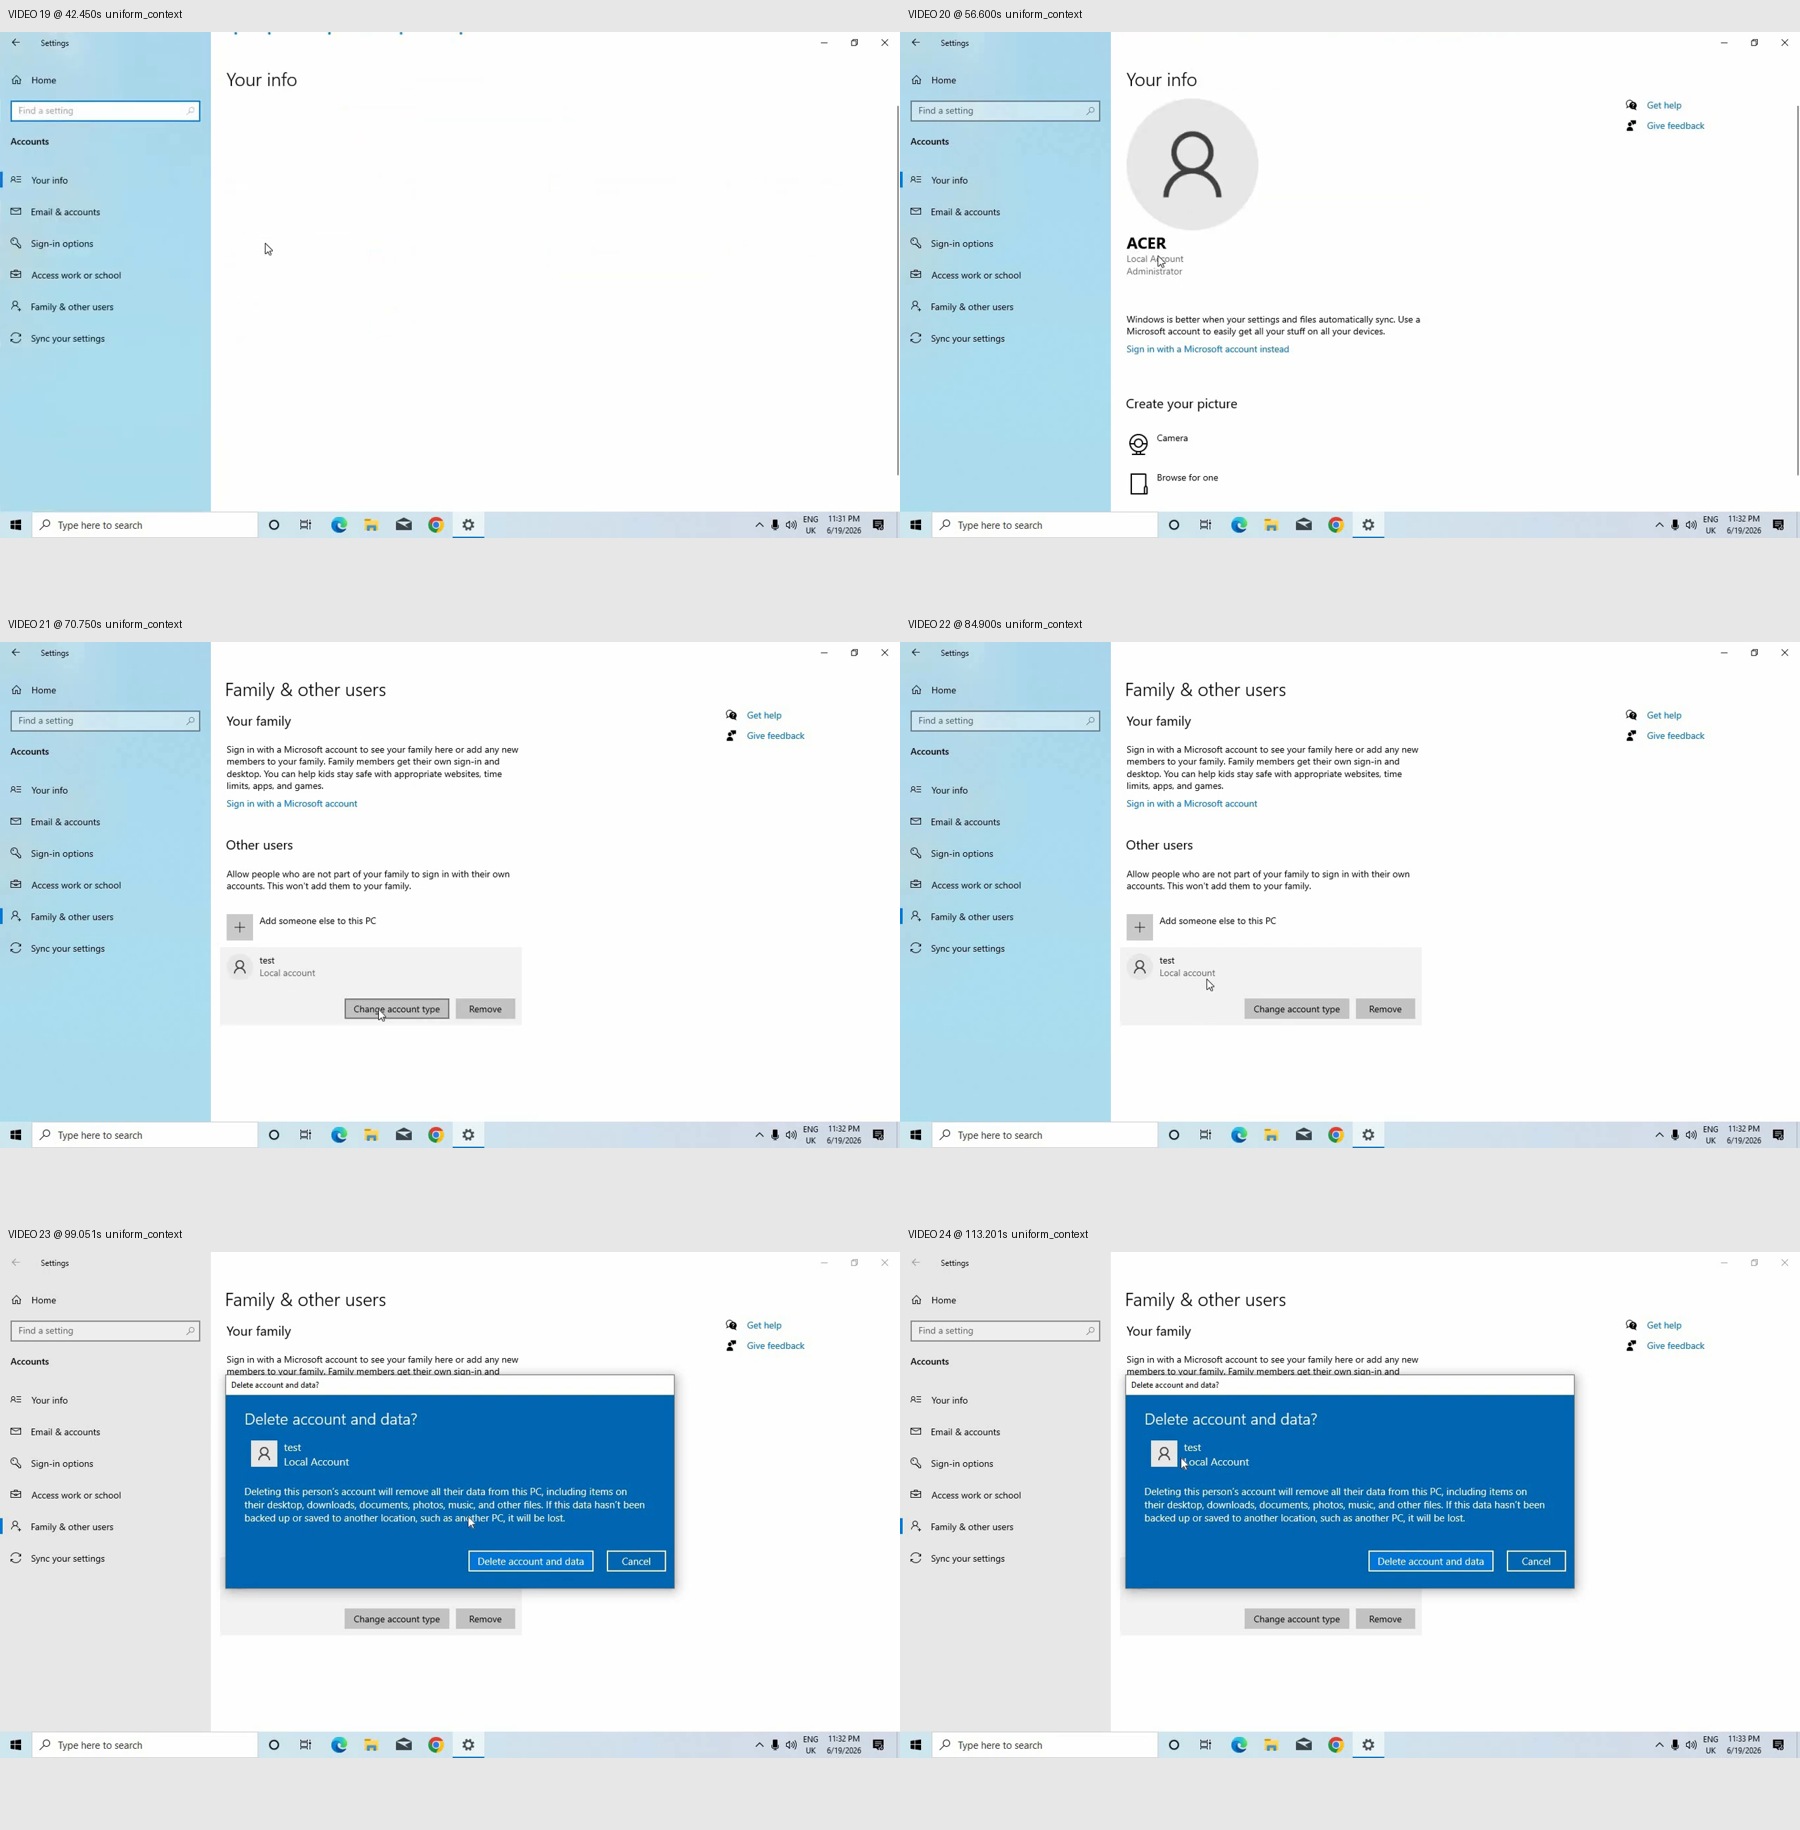 VIDEO 19 @ 42.450s uniform_context
Settings
Home
Your info
Find a setting
Accounts
Your info
Email & accounts
Sign-in options
Access work or school
Family & other users
Sync your settings
Type here to search
ENG
UK
11:31 PM
6/19/2026
VIDEO 20 @ 56.600s uniform_context
Settings
Home
Your info
Find a setting
Get help
Give feedback
Accounts
Your info
Email & accounts
Sign-in options
Access work or school
Family & other users
Sync your settings
ACER
Local Account
Administrator
Windows is better when your settings and files automatically sync. Use a
Microsoft account to easily get all your stuff on all your devices.
Sign in with a Microsoft account instead
Create your picture
Camera
Browse for one
Type here to search
ENG
UK
11:32 PM
6/19/2026
VIDEO 21 @ 70.750s uniform_context
Settings
Home
Find a setting
Accounts
Your info
Email & accounts
Sign-in options
Access work or school
Family & other users
Sync your settings
Family & other users
Your family
Get help
Give feedback
Sign in with a Microsoft account to see your family here or add any new
members to your family. Family members get their own sign-in and
desktop. You can help kids stay safe with appropriate websites, time
limits, apps, and games.
Sign in with a Microsoft account
Other users
Allow people who are not part of your family to sign in with their own
accounts. This won't add them to your family.
Add someone else to this PC
test
Local account
Change account type
Remove
Type here to search
ENG
UK
11:32 PM
6/19/2026
VIDEO 22 @ 84.900s uniform_context
Settings
Home
Find a setting
Accounts
Your info
Email & accounts
Sign-in options
Access work or school
Family & other users
Sync your settings
Family & other users
Your family
Get help
Give feedback
Sign in with a Microsoft account to see your family here or add any new
members to your family. Family members get their own sign-in and
desktop. You can help kids stay safe with appropriate websites, time
limits, apps, and games.
Sign in with a Microsoft account
Other users
Allow people who are not part of your family to sign in with their own
accounts. This won't add them to your family.
Add someone else to this PC
test
Local account
Change account type
Remove
Type here to search
ENG
UK
11:32 PM
6/19/2026
VIDEO 23 @ 99.051s uniform_context
Settings
Home
Find a setting
Accounts
Your info
Email & accounts
Sign-in options
Access work or school
Family & other users
Sync your settings
Family & other users
Your family
Get help
Give feedback
Sign in with a Microsoft account to see your family here or add any new
members to your family. Family members get their own sign-in and
Delete account and data?
Delete account and data?
test
Local Account
Deleting this person's account will remove all their data from this PC, including items on
their desktop, downloads, documents, photos, music, and other files. If this data hasn't been
backed up or saved to another location, such as another PC, it will be lost.
Delete account and data
Cancel
Change account type
Remove
Type here to search
ENG
UK
11:32 PM
6/19/2026
VIDEO 24 @ 113.201s uniform_context
Settings
Home
Find a setting
Accounts
Your info
Email & accounts
Sign-in options
Access work or school
Family & other users
Sync your settings
Family & other users
Your family
Get help
Give feedback
Sign in with a Microsoft account to see your family here or add any new
members to your family. Family members get their own sign-in and
Delete account and data?
Delete account and data?
test
Local Account
Deleting this person's account will remove all their data from this PC, including items on
their desktop, downloads, documents, photos, music, and other files. If this data hasn't been
backed up or saved to another location, such as another PC, it will be lost.
Delete account and data
Cancel
Change account type
Remove
Type here to search
ENG
UK
11:33 PM
6/19/2026